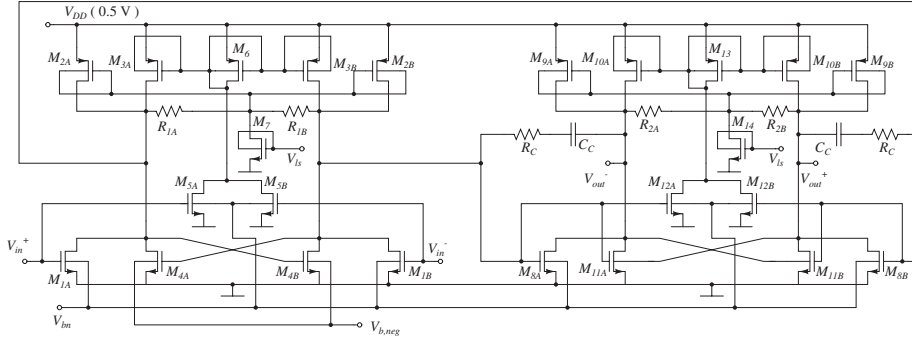 V_DD ( 0.5 V )
M_2A M_3A M_6 M_3B M_2B M_9A M_10A M_13 M_10B M_9B
R_1A M_7 R_1B R_2A M_14 R_2B
V_ls R_C C_C V_ls C_C R_C
M_5A M_5B V_out^- M_12A M_12B V_out^+
V_in^+ V_in^-
M_1A M_4A M_4B M_1B M_8A M_11A M_11B M_8B
V_bn V_b,neg